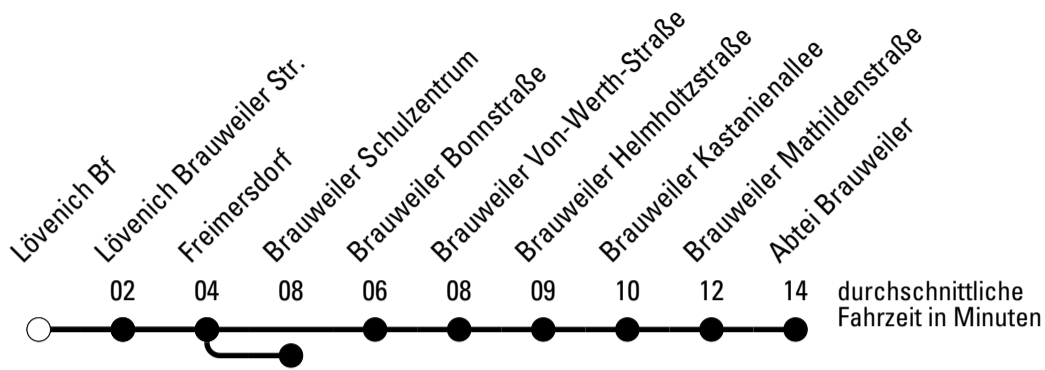 Lövenich Bf
Lövenich Brauweiler Str.
Freimersdorf
Brauweiler Schulzentrum
Brauweiler Bonnstraße
Brauweiler Von-Werth-Straße
Brauweiler Helmholtzstraße
Brauweiler Kastanienallee
Brauweiler Mathildenstraße
Abtei Brauweiler
02 04 08 06 08 09 10 12 14
durchschnittliche
Fahrzeit in Minuten